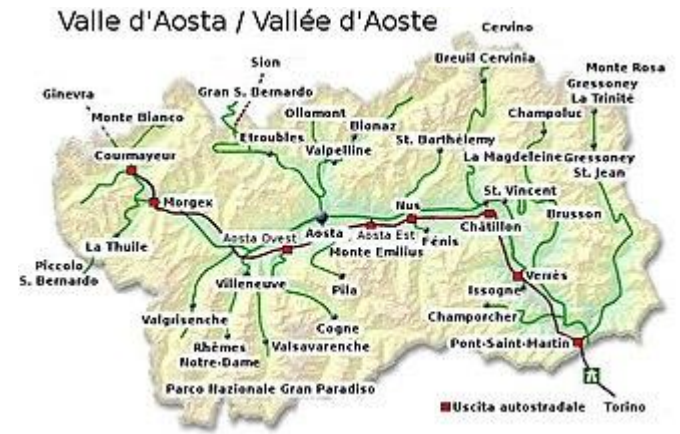 Valle d'Aosta / Vallée d'Aoste
Cervino
Breuil Cervinia
Sion
Monte Rosa
Gran S. Bernardo
Gressoney
La Trinité
Ginevra
Monte Bianco
Ollomont
Champoluc
Bionaz
Etroubles
St. Barthélemy
Valpelline
Courmayeur
La Magdeleine
Gressoney
St. Jean
St. Vincent
Morgex
Nus
Brusson
Châtillon
Aosta Ovest
Aosta
Aosta Est
Fénis
La Thuile
Monte Emilius
Piccolo
S. Bernardo
Villeneuve
Pila
Verrès
Issogne
Valgrisenche
Cogne
Champorcher
Rhêmes
Notre-Dame
Valsavarenche
Pont-Saint-Martin
Parco Nazionale Gran Paradiso
Uscita autostradale
Torino